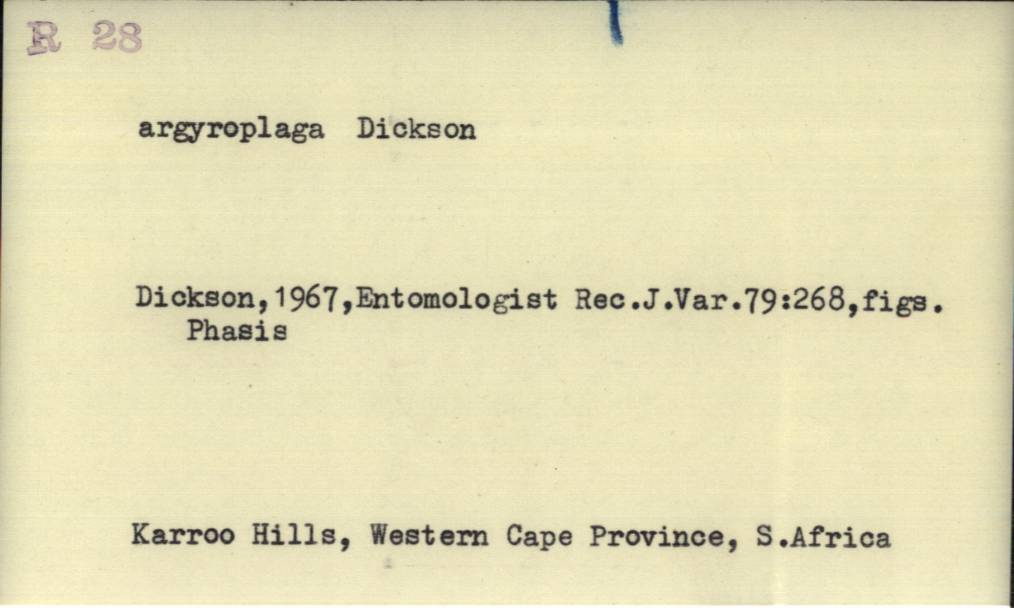 R 28
argyroplaga Dickson
Dickson,1967,Entomologist Rec.J.Var.79:268,figs.
Phasis
Karroo Hills, Western Cape Province, S.Africa